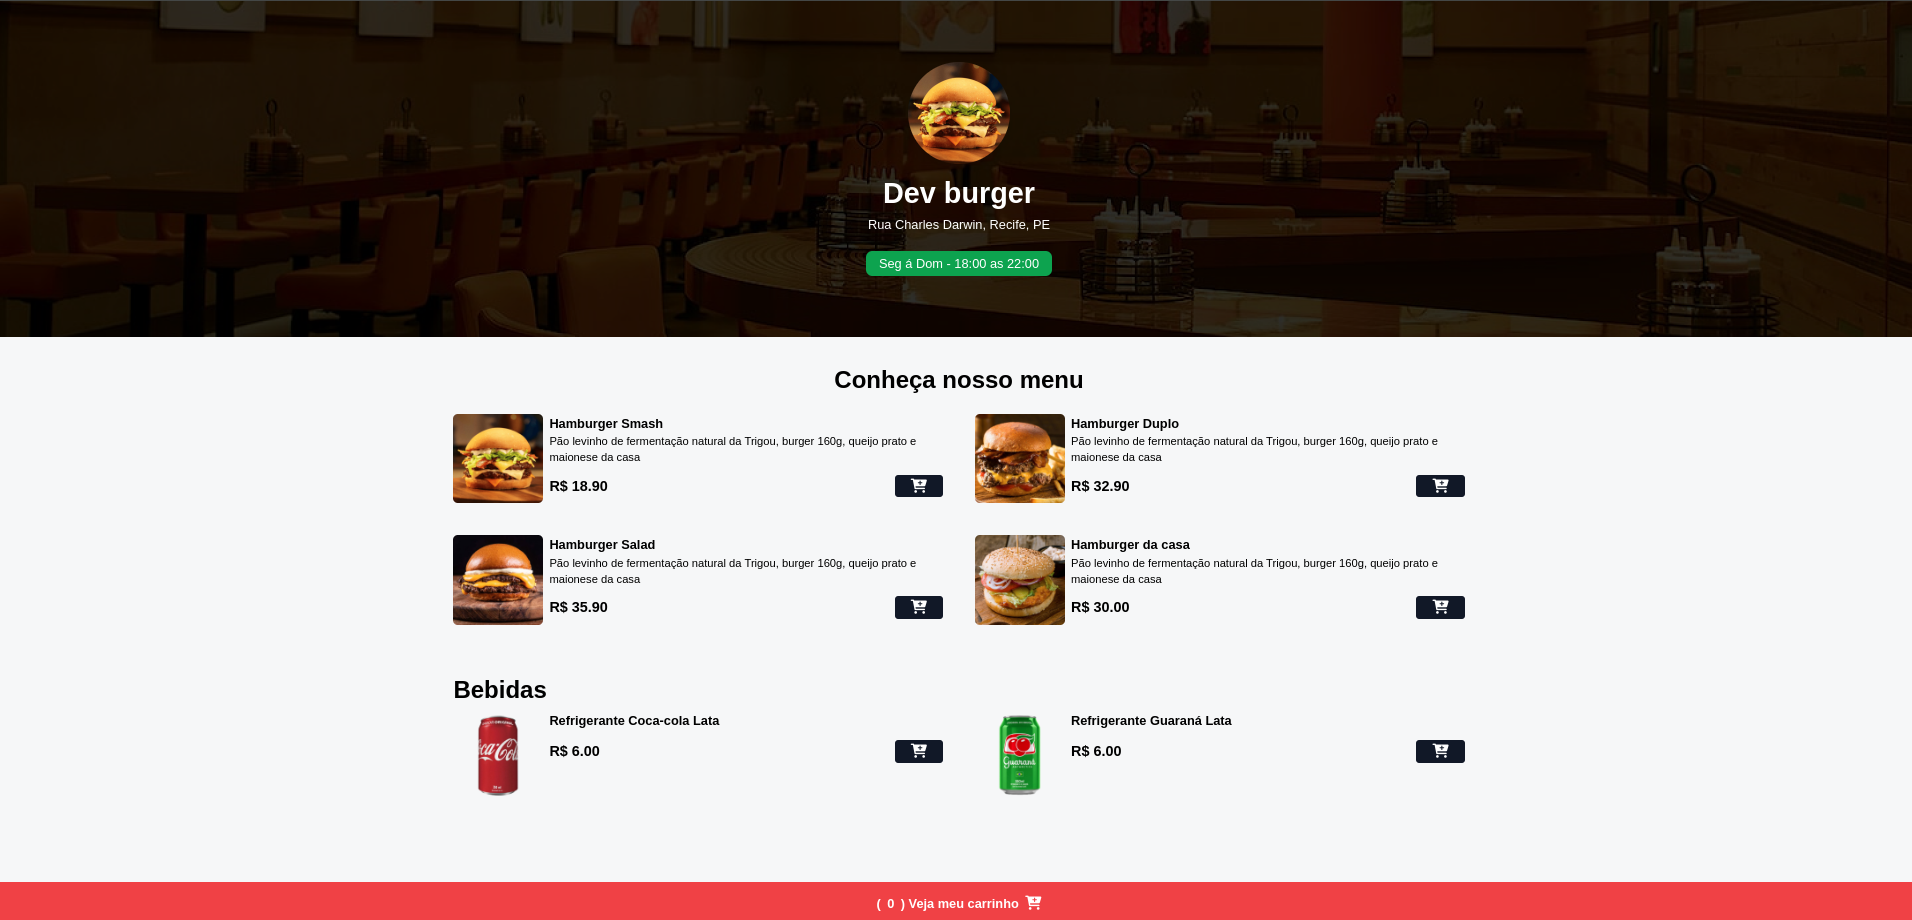 Dev burger
Rua Charles Darwin, Recife, PE
Seg á Dom - 18:00 as 22:00
Conheça nosso menu
Hamburger Smash
Pão levinho de fermentação natural da Trigou, burger 160g, queijo prato e
maionese da casa
R$ 18.90
Hamburger Duplo
Pão levinho de fermentação natural da Trigou, burger 160g, queijo prato e
maionese da casa
R$ 32.90
Hamburger Salad
Pão levinho de fermentação natural da Trigou, burger 160g, queijo prato e
maionese da casa
R$ 35.90
Hamburger da casa
Pão levinho de fermentação natural da Trigou, burger 160g, queijo prato e
maionese da casa
R$ 30.00
Bebidas
Refrigerante Coca-cola Lata
R$ 6.00
Refrigerante Guaraná Lata
R$ 6.00
Guaraná
( 0 ) Veja meu carrinho